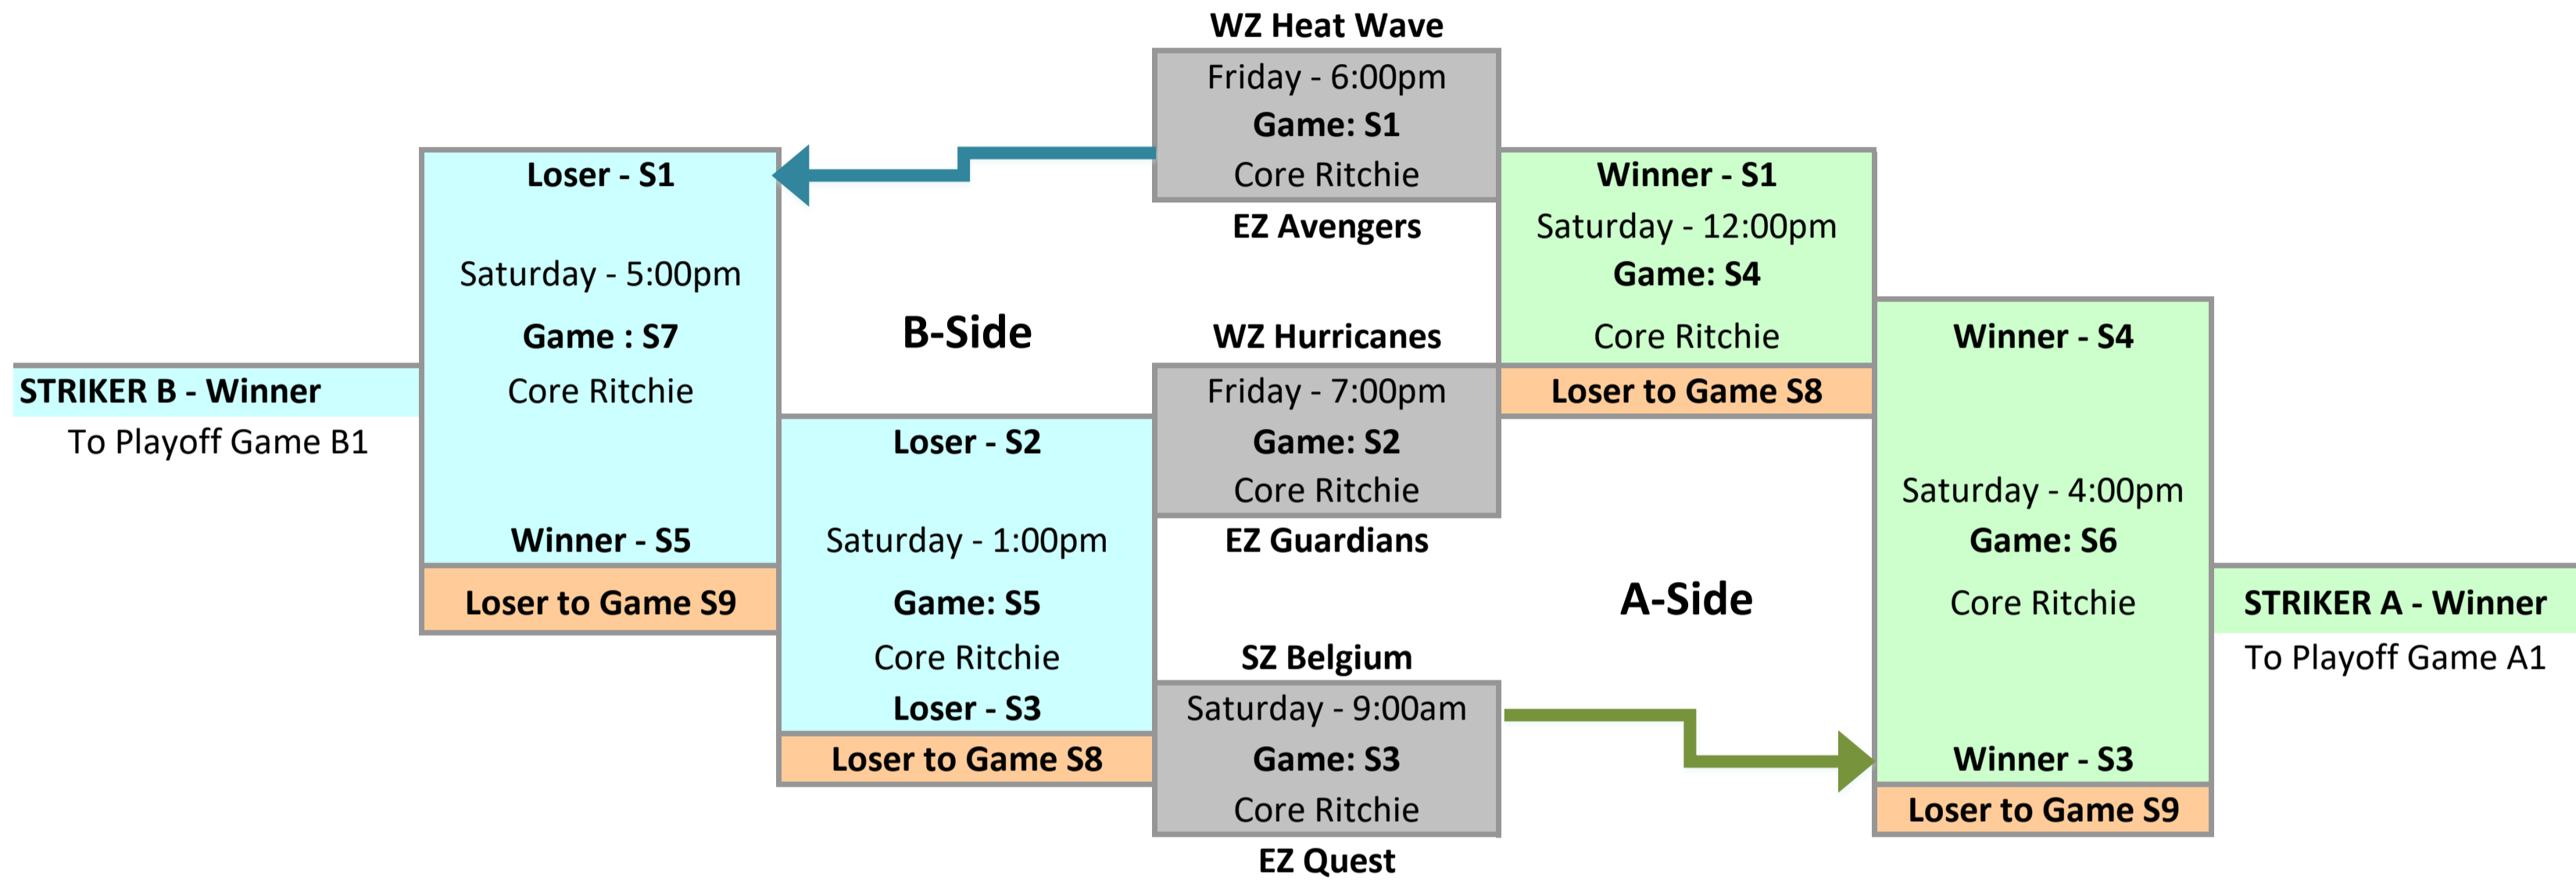 WZ Heat Wave
Friday - 6:00pm
Game: S1
Core Ritchie
EZ Avengers
Loser - S1
Saturday - 5:00pm
Game : S7
Core Ritchie
Winner - S5
Loser to Game S9
STRIKER B - Winner
To Playoff Game B1
B-Side
Loser - S2
Saturday - 1:00pm
Game: S5
Core Ritchie
Loser - S3
Loser to Game S8
WZ Hurricanes
Friday - 7:00pm
Game: S2
Core Ritchie
EZ Guardians
SZ Belgium
Saturday - 9:00am
Game: S3
Core Ritchie
EZ Quest
Winner - S1
Saturday - 12:00pm
Game: S4
Core Ritchie
Loser to Game S8
A-Side
Winner - S4
Saturday - 4:00pm
Game: S6
Core Ritchie
Winner - S3
Loser to Game S9
STRIKER A - Winner
To Playoff Game A1